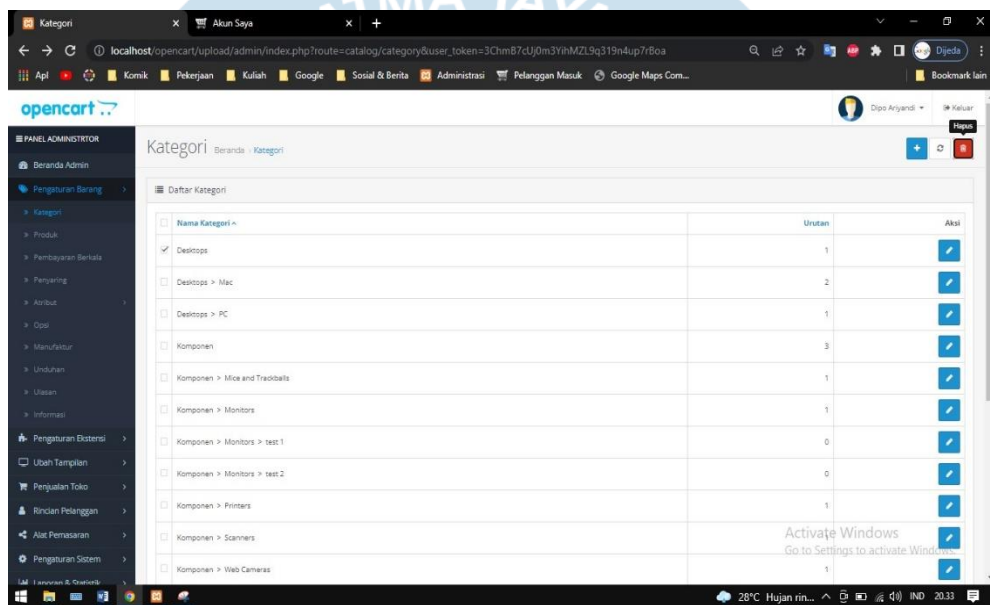 Kategori
Akun Saya
localhost/opencart/upload/admin/index.php?route=catalog/category&user_token=3ChmB7cUj0m3YihMZL9q319n4up7rBoa
Dijeda
Apl Komik Pekerjaan Kuliah Google Sosial & Berita Administrasi Pelanggan Masuk Google Maps Com... Bookmark lain
opencart
Dipo Ariyandi Keluar
PANEL ADMINISTRTOR
Hapus
Kategori Beranda › Kategori
Beranda Admin
Pengaturan Barang
Daftar Kategori
» Kategori
Nama Kategori Urutan Aksi
» Produk
Desktops 1
» Pembayaran Berkala
» Penyaring
Desktops > Mac 2
» Atribut
Desktops > PC 1
» Opsi
» Manufaktur
Komponen 3
» Unduhan
Komponen > Mice and Trackballs 1
» Ulasan
Komponen > Monitors 1
» Informasi
Pengaturan Ekstensi
Komponen > Monitors > test 1 0
Ubah Tampilan
Komponen > Monitors > test 2 0
Penjualan Toko
Komponen > Printers 1
Rincian Pelanggan
Alat Pemasaran
Komponen > Scanners 1
Activate Windows
Go to Settings to activate Windows.
Pengaturan Sistem
Komponen > Web Cameras 1
Laporan & Statistik
28°C Hujan rin... IND 20.33